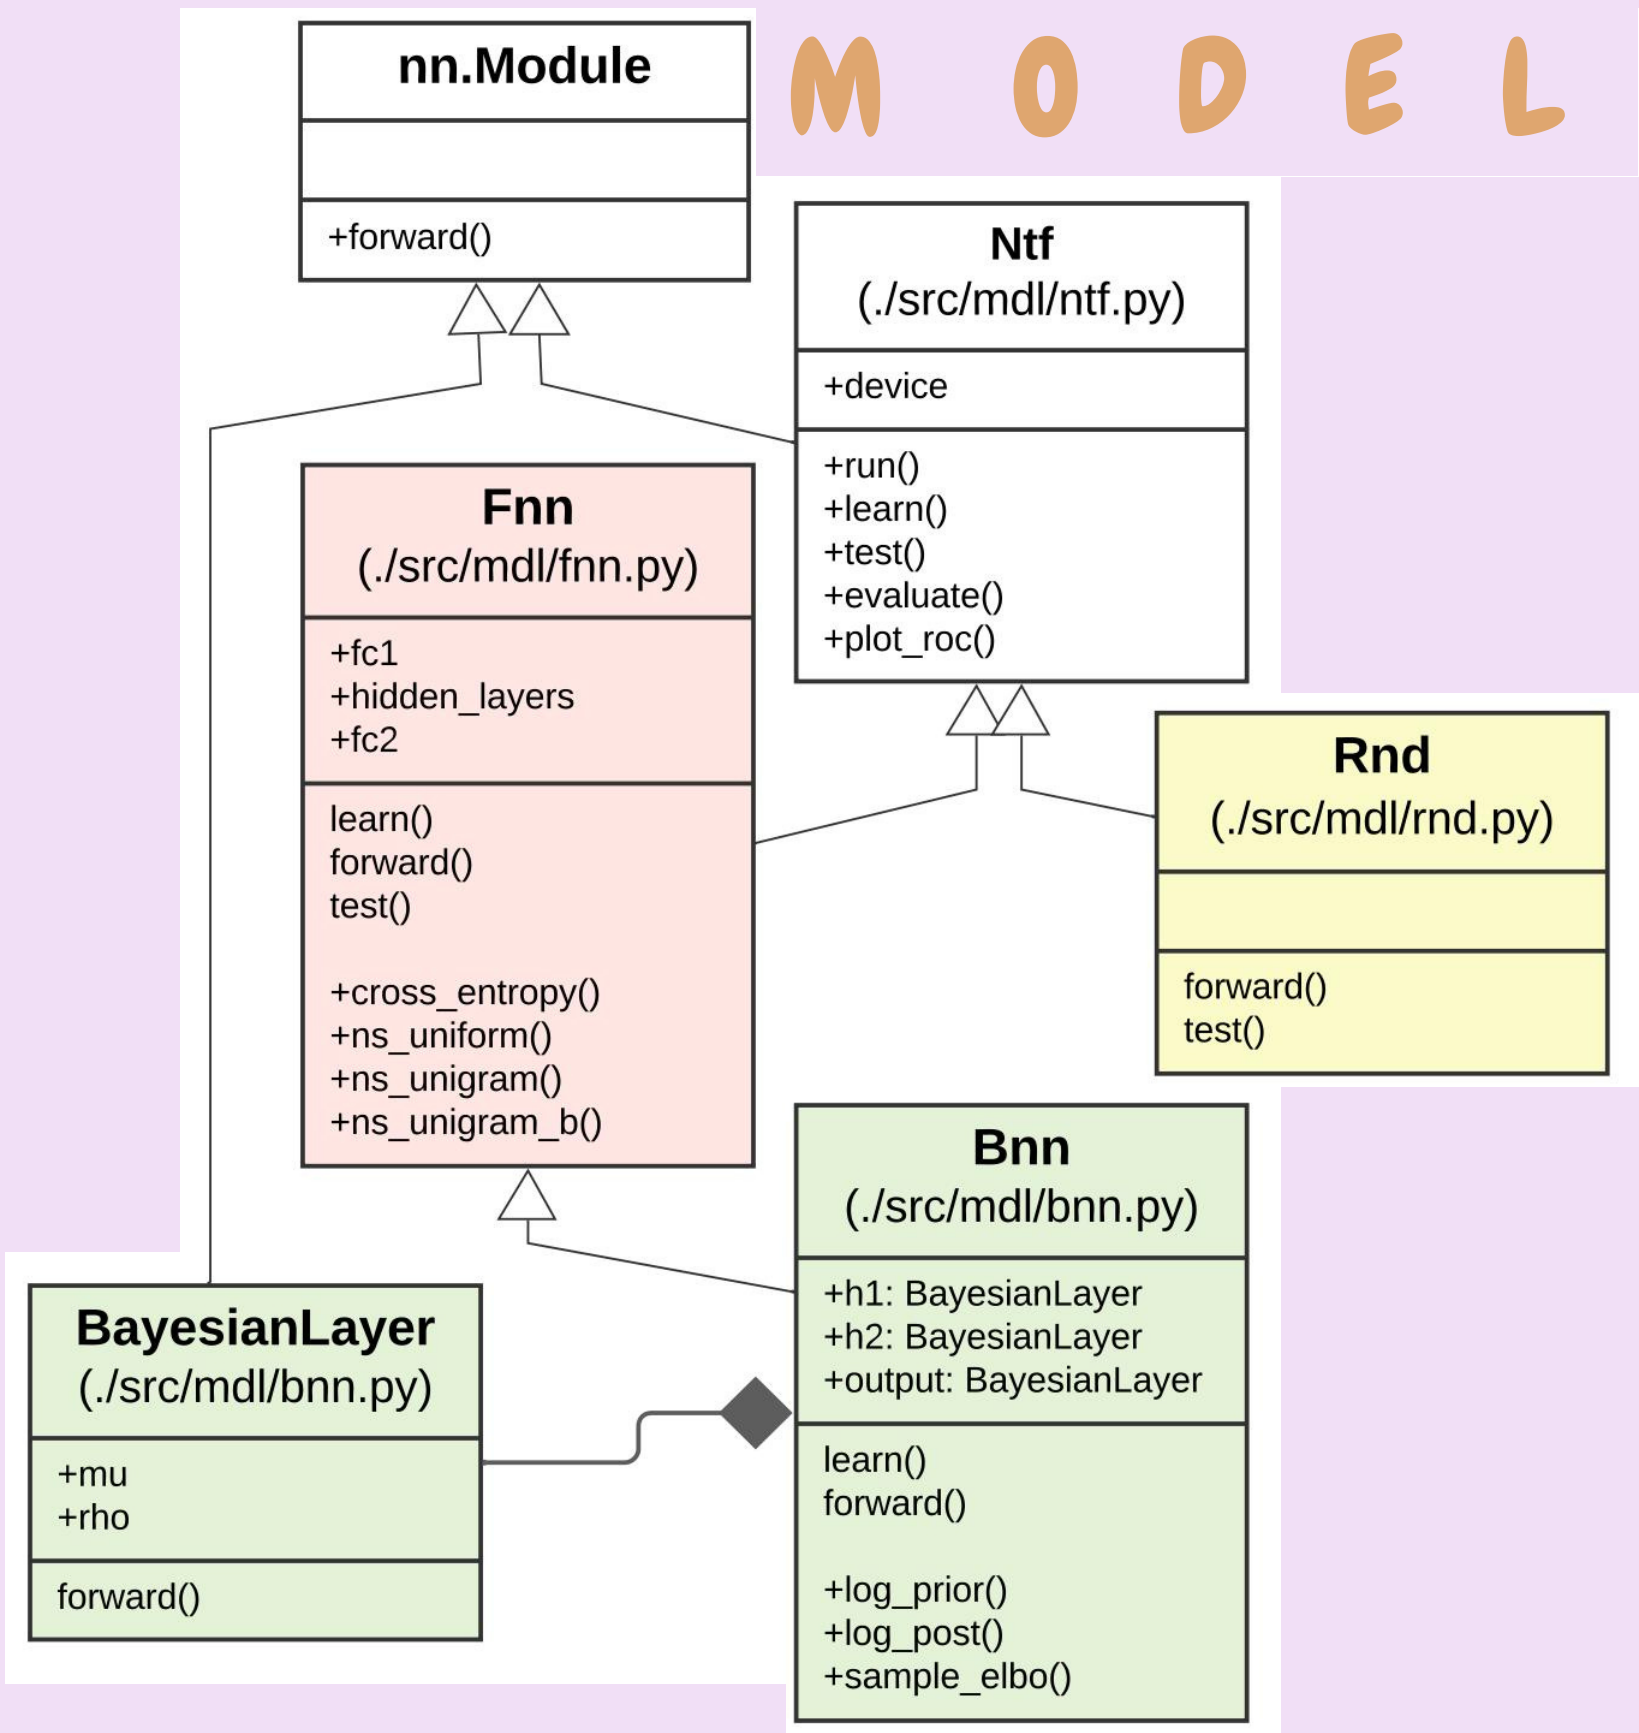 M O D E L
nn.Module
+forward()
Ntf
(./src/mdl/ntf.py)
+device
+run()
+learn()
+test()
+evaluate()
+plot_roc()
Fnn
(./src/mdl/fnn.py)
+fc1
+hidden_layers
+fc2
learn()
forward()
test()
+cross_entropy()
+ns_uniform()
+ns_unigram()
+ns_unigram_b()
Rnd
(./src/mdl/rnd.py)
forward()
test()
Bnn
(./src/mdl/bnn.py)
+h1: BayesianLayer
+h2: BayesianLayer
+output: BayesianLayer
learn()
forward()
+log_prior()
+log_post()
+sample_elbo()
BayesianLayer
(./src/mdl/bnn.py)
+mu
+rho
forward()